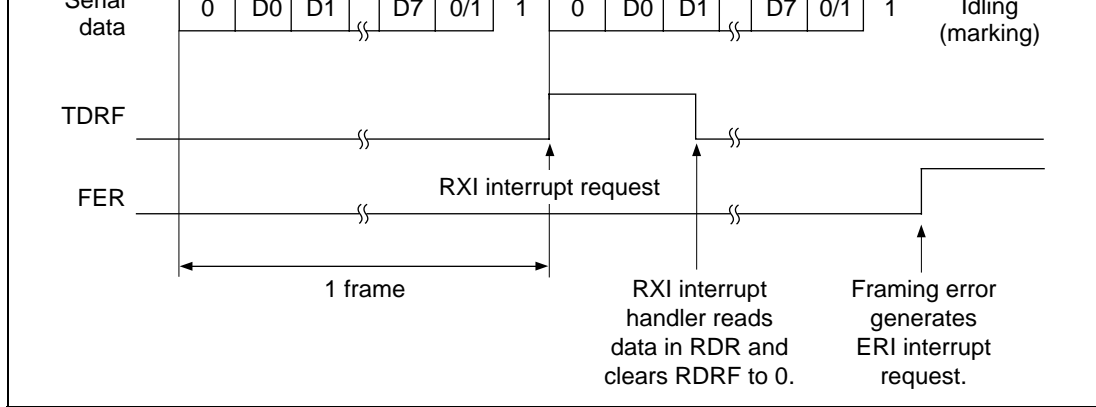 Serial
data
0 D0 D1 D7 0/1 1 0 D0 D1 D7 0/1 1
Idling
(marking)
TDRF
RXI interrupt request
FER
1 frame
RXI interrupt
handler reads
data in RDR and
clears RDRF to 0.
Framing error
generates
ERI interrupt
request.